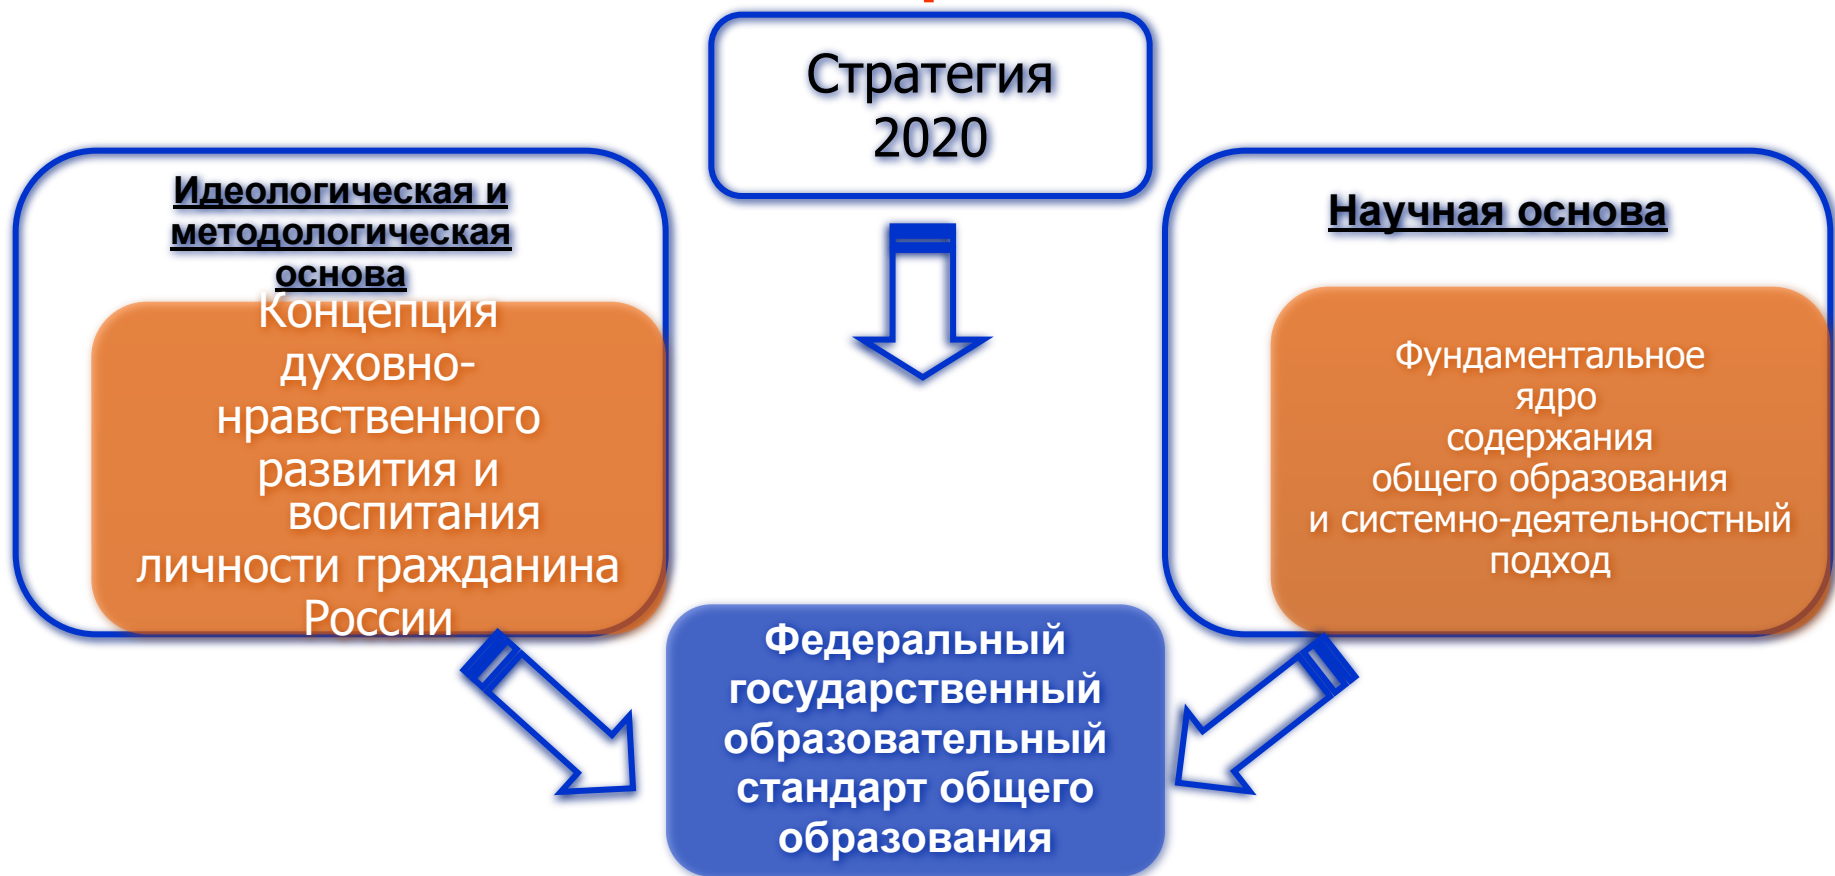 Стратегия
2020
Идеологическая и
методологическая
основа
Концепция
духовно-
нравственного
развития и
воспитания
личности гражданина
России
Научная основа
Фундаментальное
ядро
содержания
общего образования
и системно-деятельностный
подход
Федеральный
государственный
образовательный
стандарт общего
образования